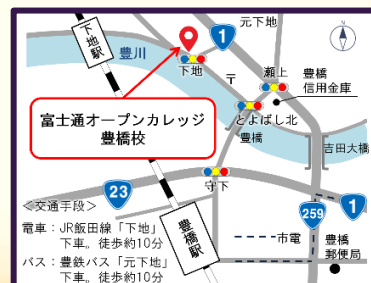 元下地
1
下地駅
豊川
下地
〒
瀬上
豊橋
信用金庫
とよばし北
富士通オープンカレッジ
豊橋校
豊橋
吉田大橋
23
守下
<交通手段>
電車：JR飯田線「下地」
下車。徒歩約10分
バス：豊鉄バス「元下地」
下車。徒歩約10分
豊橋駅
259
1
市電
豊橋
郵便局